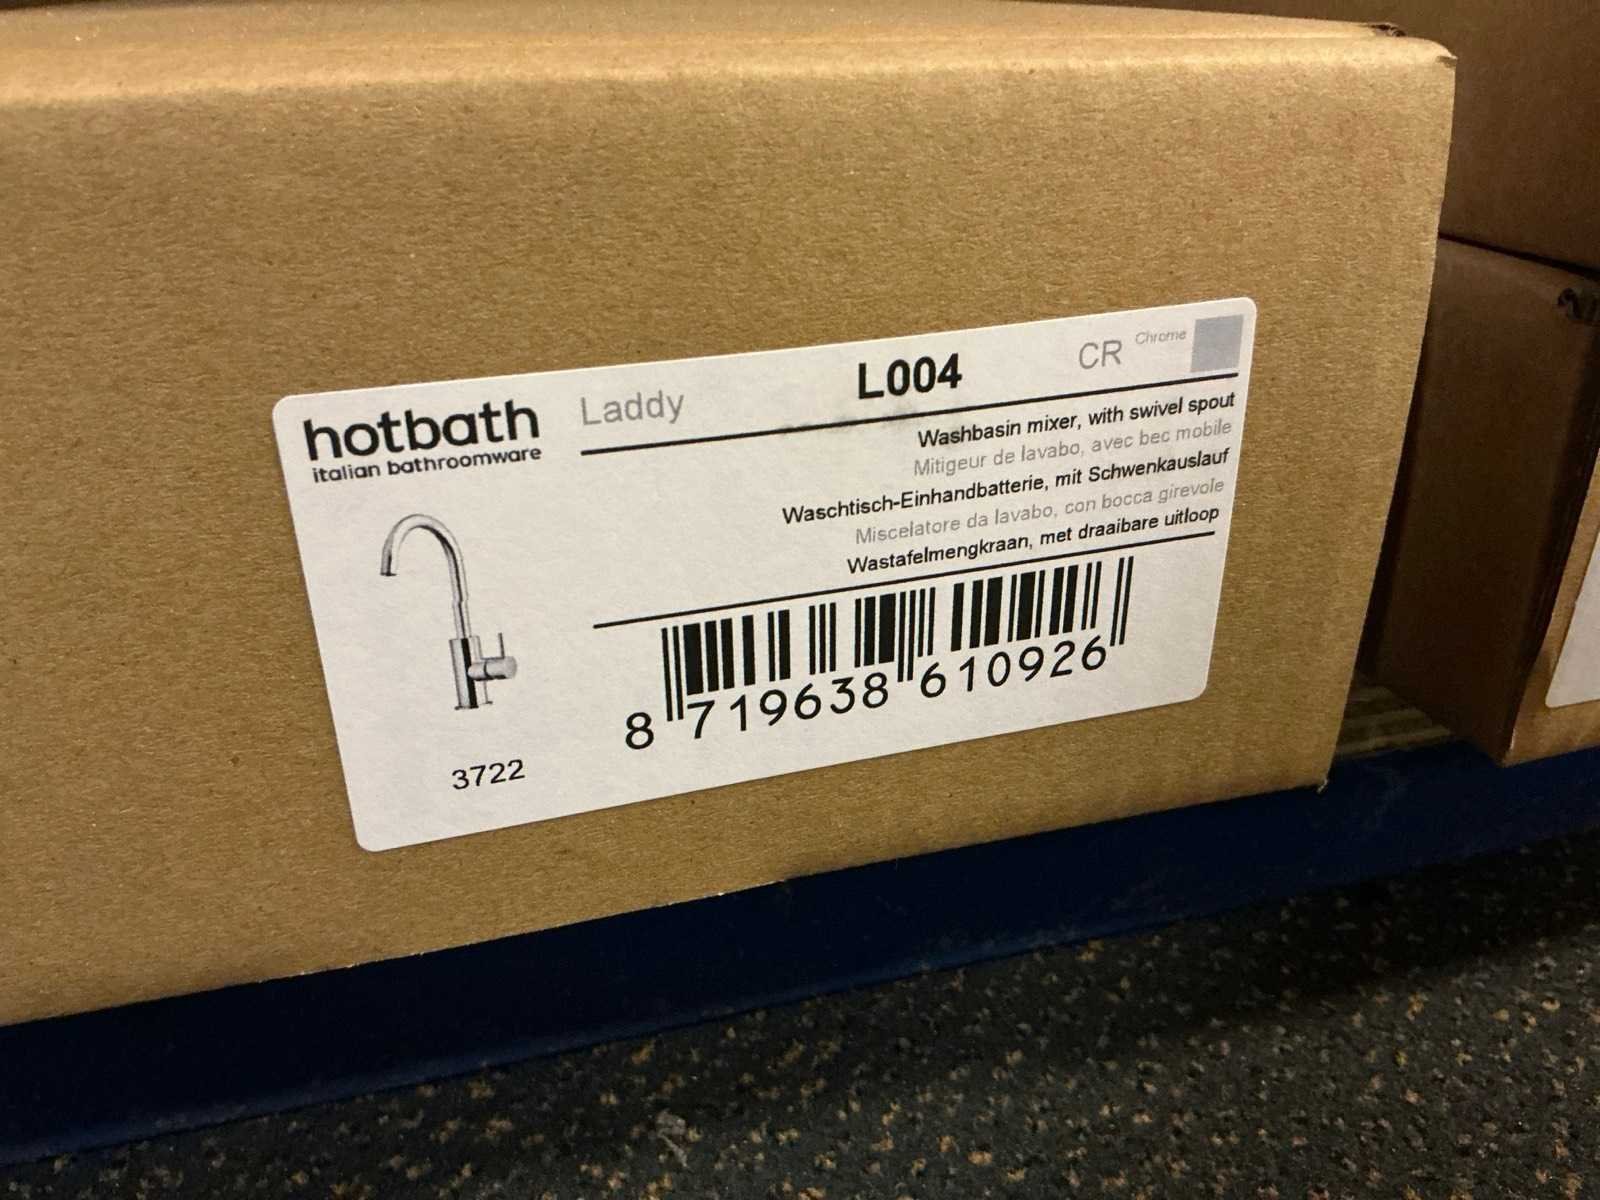 hotbath
italian bathroomware
Laddy
L004
CR Chrome
Washbasin mixer, with swivel spout
Mitigeur de lavabo, avec bec mobile
Waschtisch-Einhandbatterie, mit Schwenkauslauf
Miscelatore da lavabo, con bocca girevole
Wastafelmengkraan, met draaibare uitloop
8 719638 610926
3722